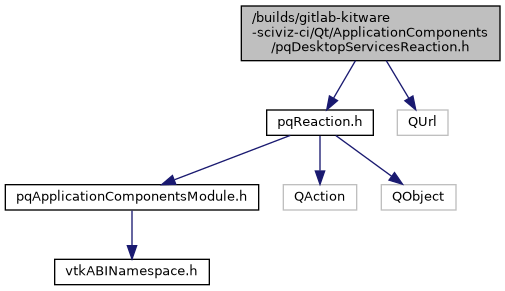 /builds/gitlab-kitware
-sciviz-ci/Qt/ApplicationComponents
/pqDesktopServicesReaction.h
pqReaction.h
QUrl
pqApplicationComponentsModule.h
QAction
QObject
vtkABINamespace.h